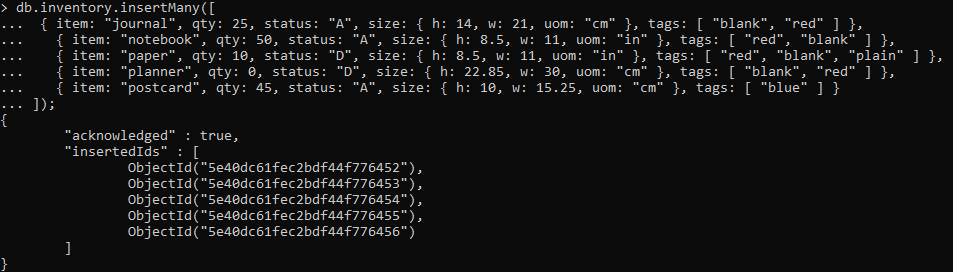 > db.inventory.insertMany([
...  { item: "journal", qty: 25, status: "A", size: { h: 14, w: 21, uom: "cm" }, tags: [ "blank", "red" ] },
...    { item: "notebook", qty: 50, status: "A", size: { h: 8.5, w: 11, uom: "in" }, tags: [ "red", "blank" ] },
...    { item: "paper", qty: 10, status: "D", size: { h: 8.5, w: 11, uom: "in" }, tags: [ "red", "blank", "plain" ] },
...    { item: "planner", qty: 0, status: "D", size: { h: 22.85, w: 30, uom: "cm" }, tags: [ "blank", "red" ] },
...    { item: "postcard", qty: 45, status: "A", size: { h: 10, w: 15.25, uom: "cm" }, tags: [ "blue" ] }
... ]);
{
        "acknowledged" : true,
        "insertedIds" : [
                ObjectId("5e40dc61fec2bdf44f776452"),
                ObjectId("5e40dc61fec2bdf44f776453"),
                ObjectId("5e40dc61fec2bdf44f776454"),
                ObjectId("5e40dc61fec2bdf44f776455"),
                ObjectId("5e40dc61fec2bdf44f776456")
        ]
}